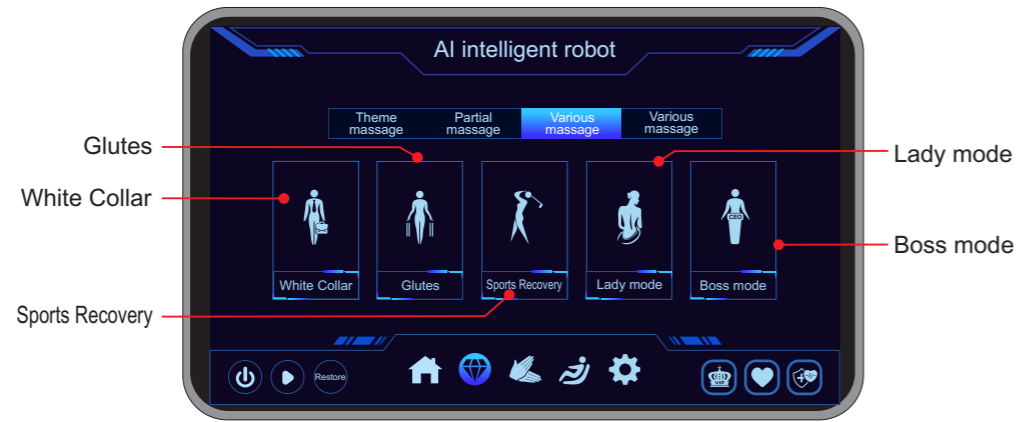 AI intelligent robot
Theme
massage
Partial
massage
Various
massage
Various
massage
Glutes
White Collar
Sports Recovery
Lady mode
Boss mode
CEO
White Collar
Glutes
Sports Recovery
Lady mode
Boss mode
Restore
VIP